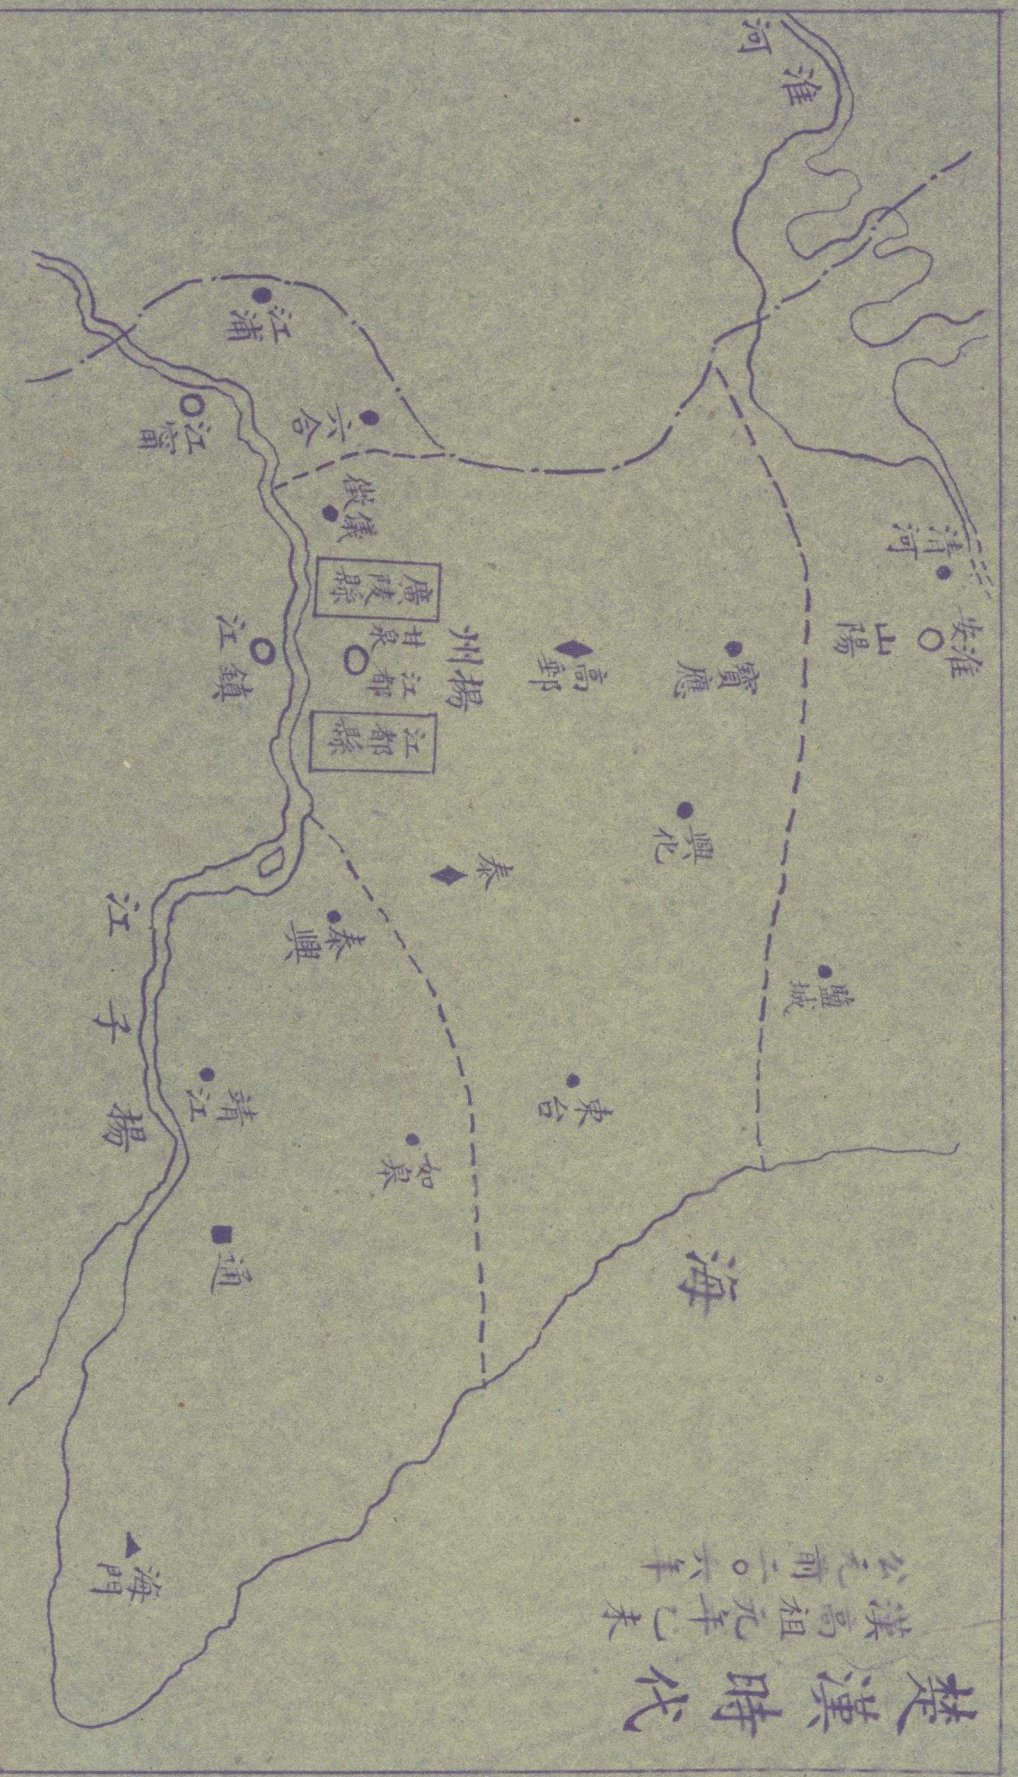 楚漢時代
漢高祖元年乙未
公元前二〇六年
海
淮河
清河
淮安
山陽
鹽城
寶應
興化
高郵
東台
揚州
泰
廣陵縣
甘泉
江都
江都縣
儀徵
六合
江浦
江寧
鎮江
泰興
如皋
靖江
通
海門
揚子江